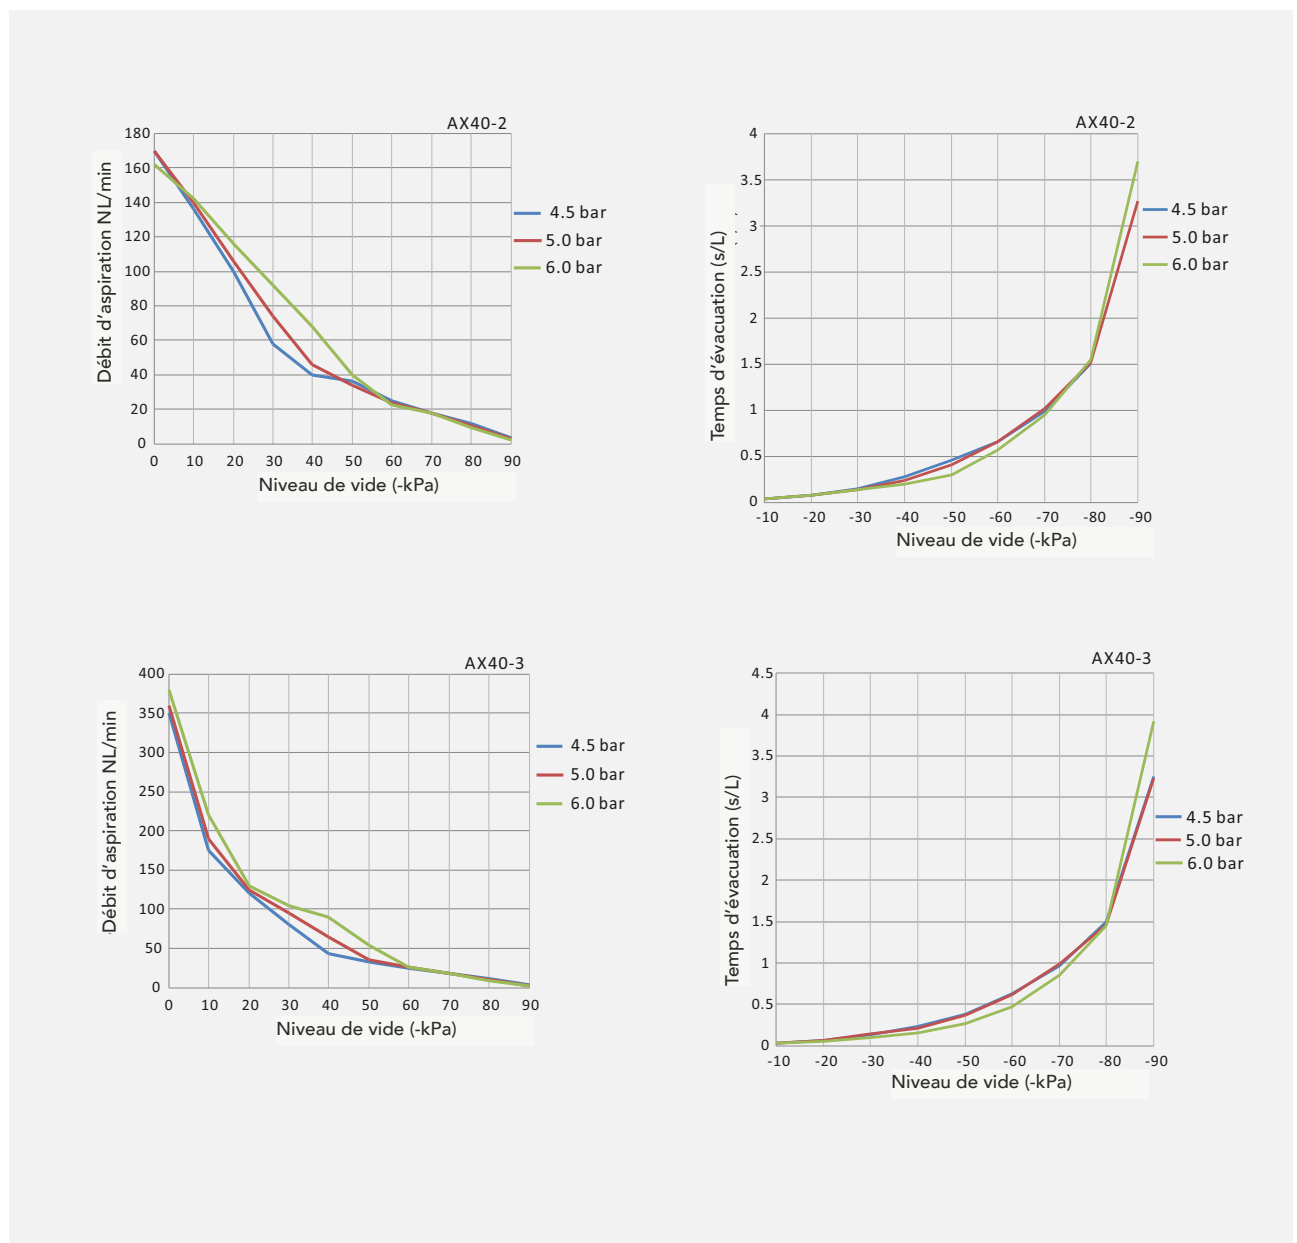 AX40-2
180
160
140
120
100
80
60
40
20
0
0 10 20 30 40 50 60 70 80 90
Débit d'aspiration NL/min
Niveau de vide (-kPa)
4.5 bar
5.0 bar
6.0 bar
AX40-2
4
3.5
3
2.5
2
1.5
1
0.5
0
-10 -20 -30 -40 -50 -60 -70 -80 -90
Temps d'évacuation (s/L)
Niveau de vide (-kPa)
4.5 bar
5.0 bar
6.0 bar
AX40-3
400
350
300
250
200
150
100
50
0
0 10 20 30 40 50 60 70 80 90
Débit d'aspiration NL/min
Niveau de vide (-kPa)
4.5 bar
5.0 bar
6.0 bar
AX40-3
4.5
4
3.5
3
2.5
2
1.5
1
0.5
0
-10 -20 -30 -40 -50 -60 -70 -80 -90
Temps d'évacuation (s/L)
Niveau de vide (-kPa)
4.5 bar
5.0 bar
6.0 bar